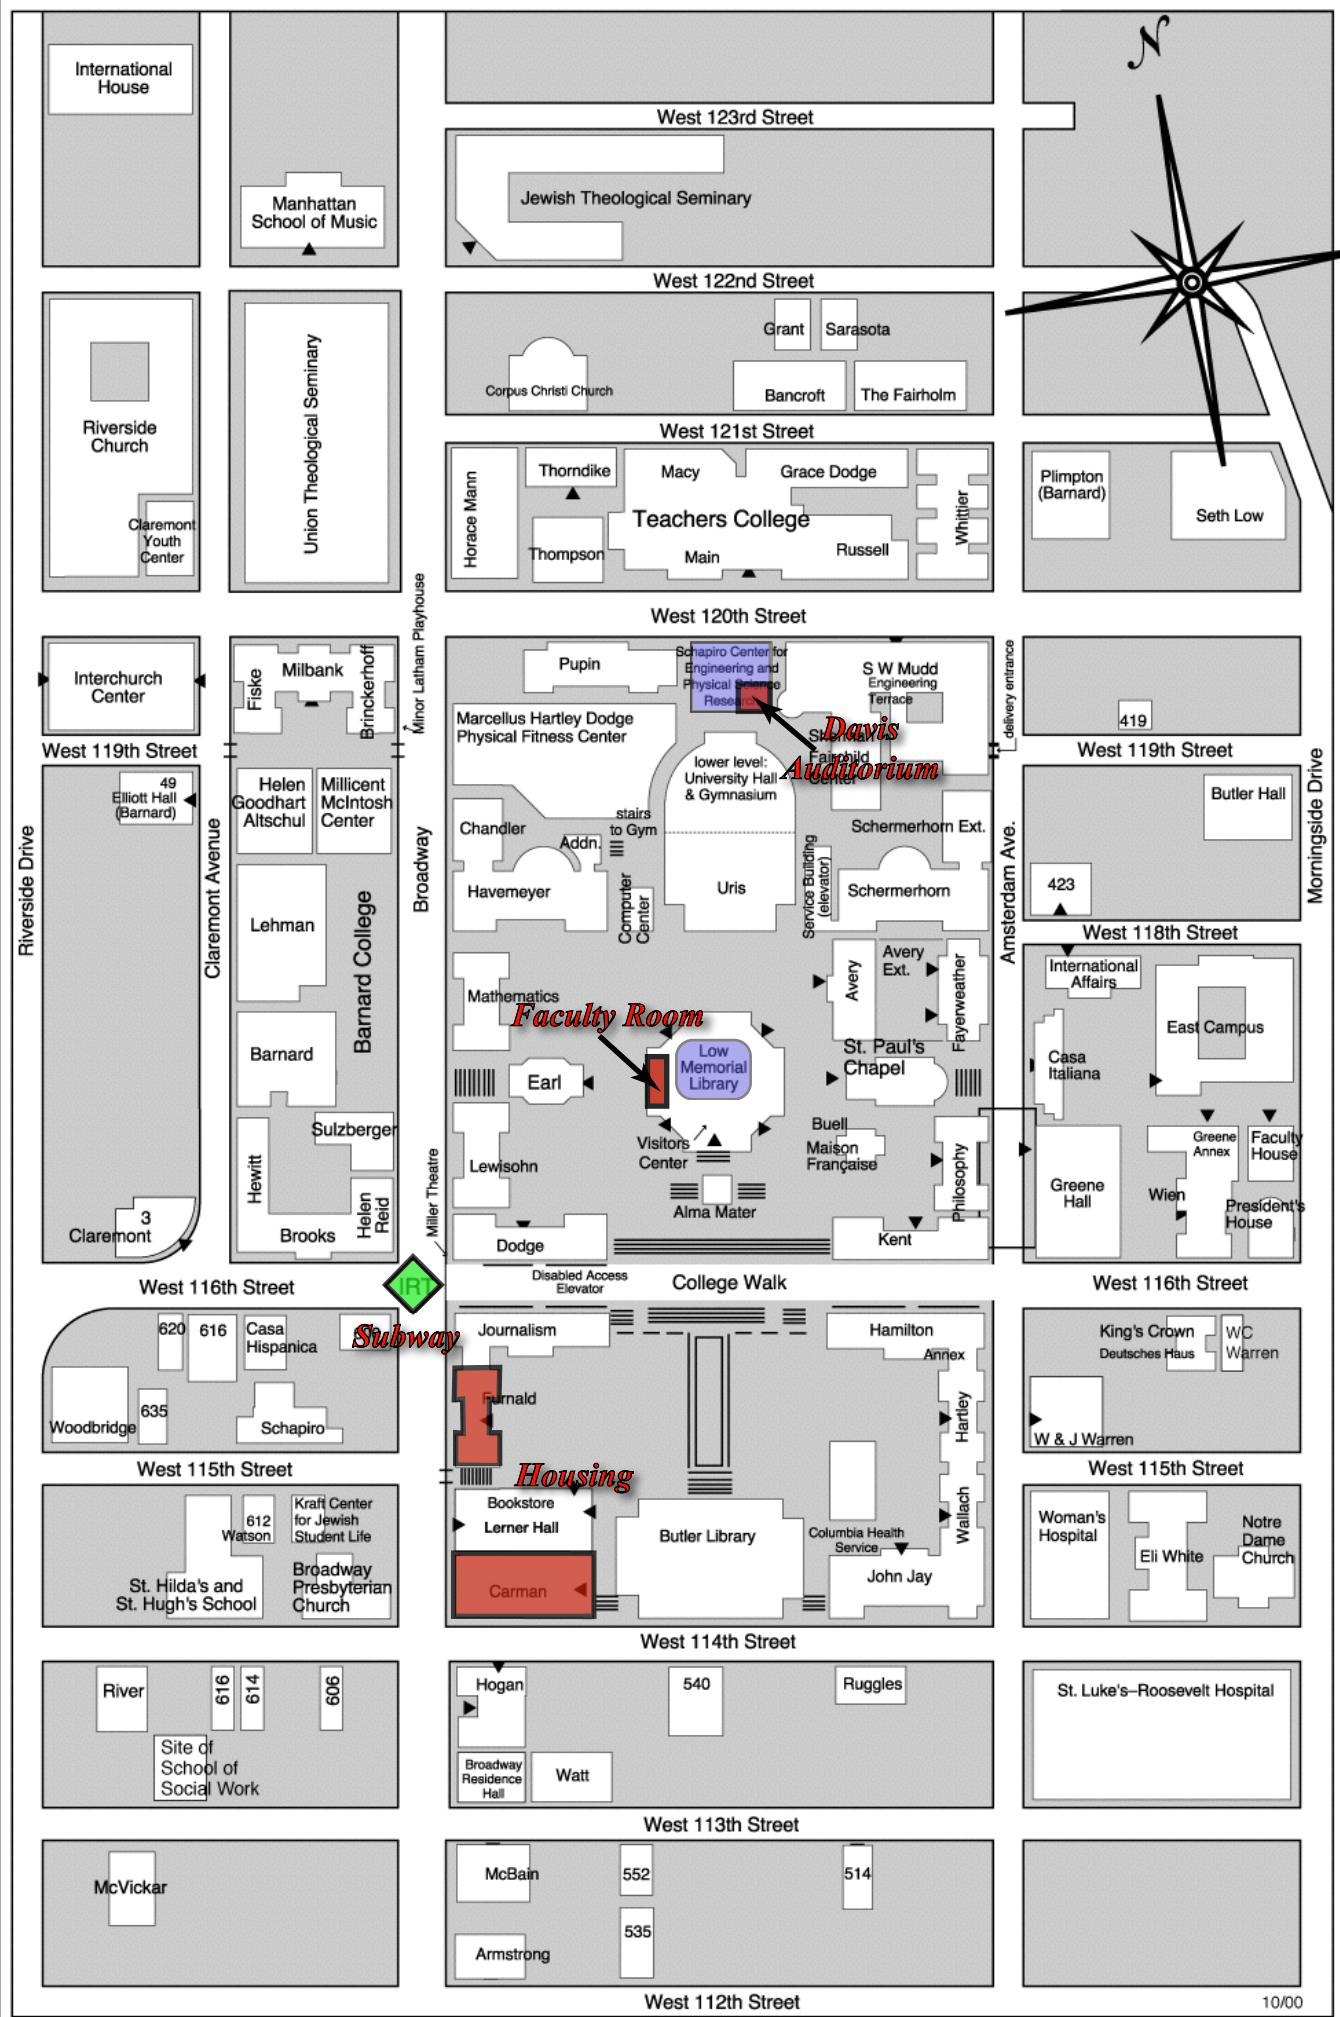 N
International
House
West 123rd Street
Manhattan
School of Music
Jewish Theological Seminary
West 122nd Street
Grant
Sarasota
Union Theological Seminary
Corpus Christi Church
Bancroft
The Fairholm
Riverside
Church
West 121st Street
Claremont
Youth
Center
Horace Mann
Thorndike
Macy
Grace Dodge
Teachers College
Thompson
Main
Russell
Whittier
Plimpton
(Barnard)
Seth Low
West 120th Street
Minor Latham Playhouse
Interchurch
Center
Fiske
Milbank
Brinckerhoff
Pupin
Schapiro Center for
Engineering and
Physical Science
Research
S W Mudd
Engineering
Terrace
delivery entrance
419
Marcellus Hartley Dodge
Physical Fitness Center
Davis
Auditorium
Sherman
Fairchild
Center
West 119th Street
West 119th Street
lower level:
University Hall
& Gymnasium
49
Elliott Hall
(Barnard)
Helen
Goodhart
Altschul
Millicent
McIntosh
Center
Butler Hall
Morningside Drive
Riverside Drive
Claremont Avenue
Broadway
Amsterdam Ave.
Chandler
stairs
to Gym
Addn.
Schermerhorn Ext.
Havemeyer
Computer
Center
Uris
Service Building
(elevator)
Schermerhorn
423
Lehman
Barnard College
West 118th Street
Mathematics
Avery
Avery
Ext.
Fayerweather
International
Affairs
Faculty Room
East Campus
Barnard
Earl
Low
Memorial
Library
St. Paul's
Chapel
Casa
Italiana
Sulzberger
Hewitt
Lewisohn
Visitors
Center
Buell
Maison
Française
Philosophy
Greene
Annex
Faculty
House
Greene
Hall
Wien
President's
House
Alma Mater
3
Claremont
Brooks
Helen
Reid
Miller Theatre
Dodge
Kent
West 116th Street
IRT
Disabled Access
Elevator
College Walk
West 116th Street
Subway
620
616
Casa
Hispanica
Journalism
Hamilton
Annex
King's Crown
Deutsches Haus
WC
Warren
Woodbridge
635
Schapiro
Furnald
Hartley
W & J Warren
West 115th Street
Housing
West 115th Street
612
Watson
Kraft Center
for Jewish
Student Life
Bookstore
Lerner Hall
Butler Library
Columbia Health
Service
Wallach
Woman's
Hospital
Eli White
Notre
Dame
Church
St. Hilda's and
St. Hugh's School
Broadway
Presbyterian
Church
Carman
John Jay
West 114th Street
River
616
614
606
Hogan
540
Ruggles
St. Luke's–Roosevelt Hospital
Site of
School of
Social Work
Broadway
Residence
Hall
Watt
West 113th Street
McVickar
McBain
552
514
535
Armstrong
West 112th Street
10/00